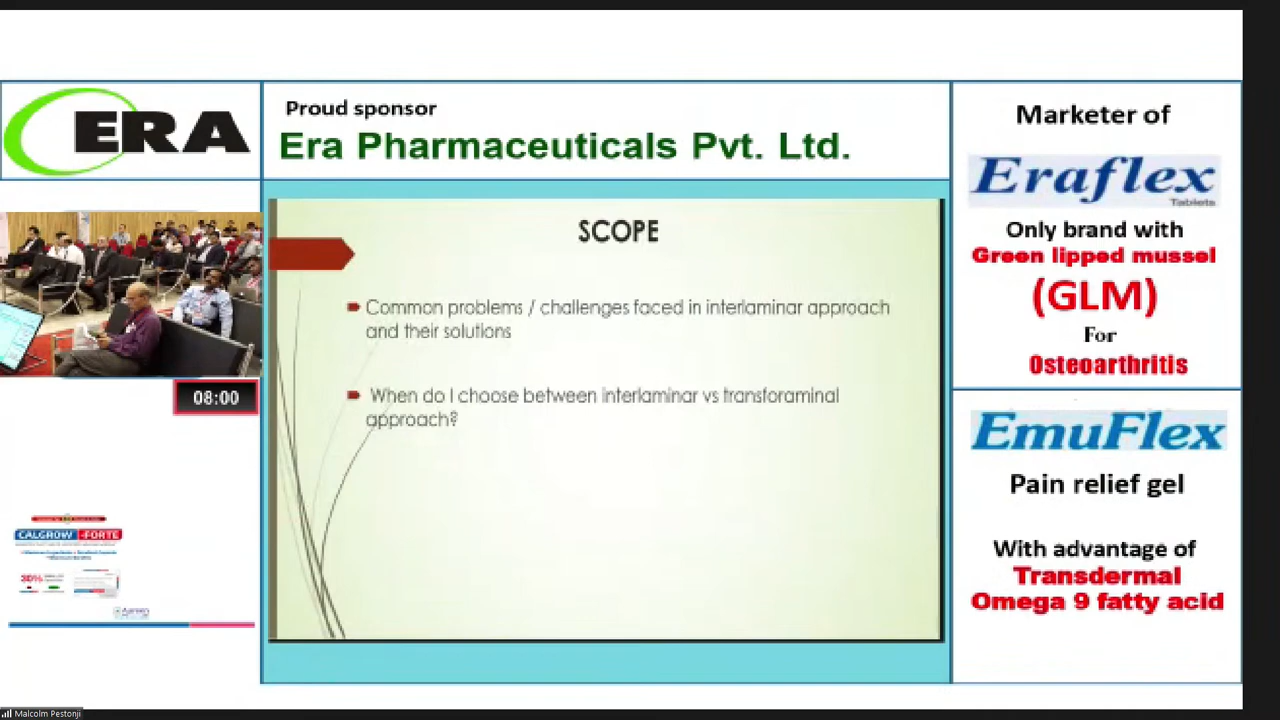 ERA
Proud sponsor
Era Pharmaceuticals Pvt. Ltd.
SCOPE
Common problems / challenges faced in interlaminar approach
and their solutions
When do I choose between interlaminar vs transforaminal
approach?
08:00
CALGROW -FORTE
30%
Marketer of
Eraflex
Tablets
Only brand with
Green lipped mussel
(GLM)
For
Osteoarthritis
EmuFlex
Pain relief gel
With advantage of
Transdermal
Omega 9 fatty acid
Malcolm Pestonji